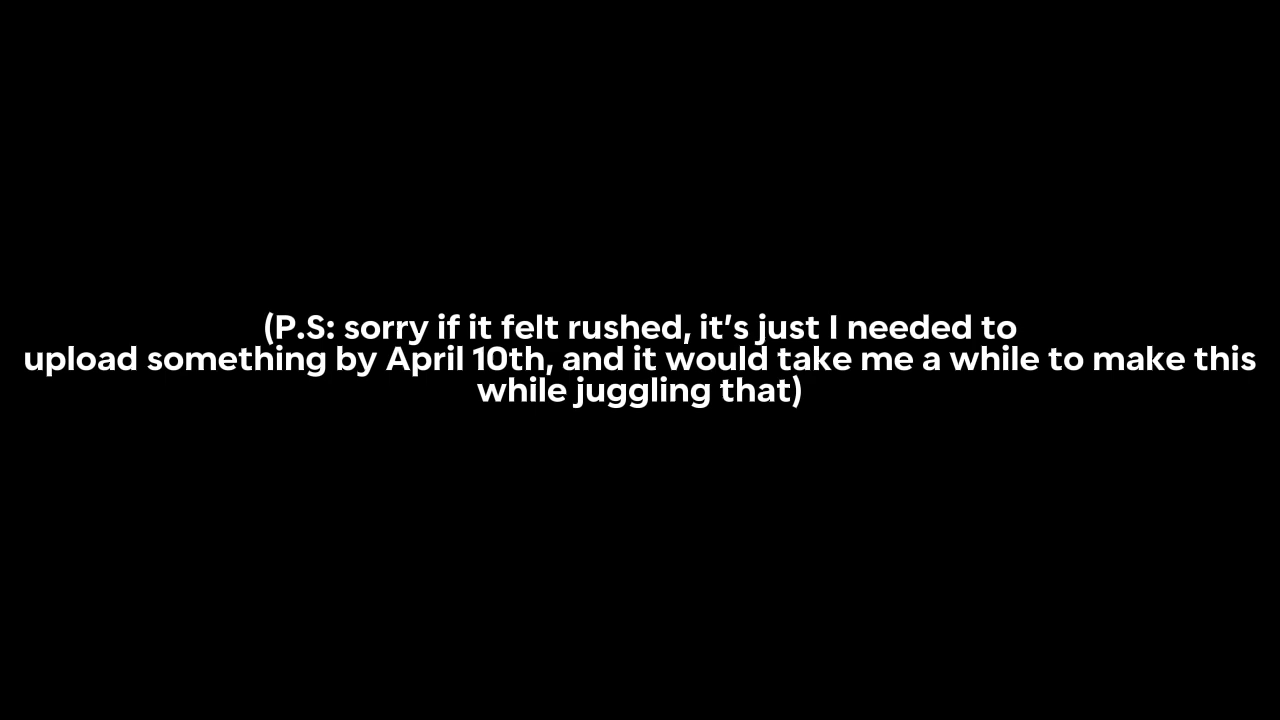 (P.S: sorry if it felt rushed, it's just I needed to
upload something by April 10th, and it would take me a while to make this
while juggling that)